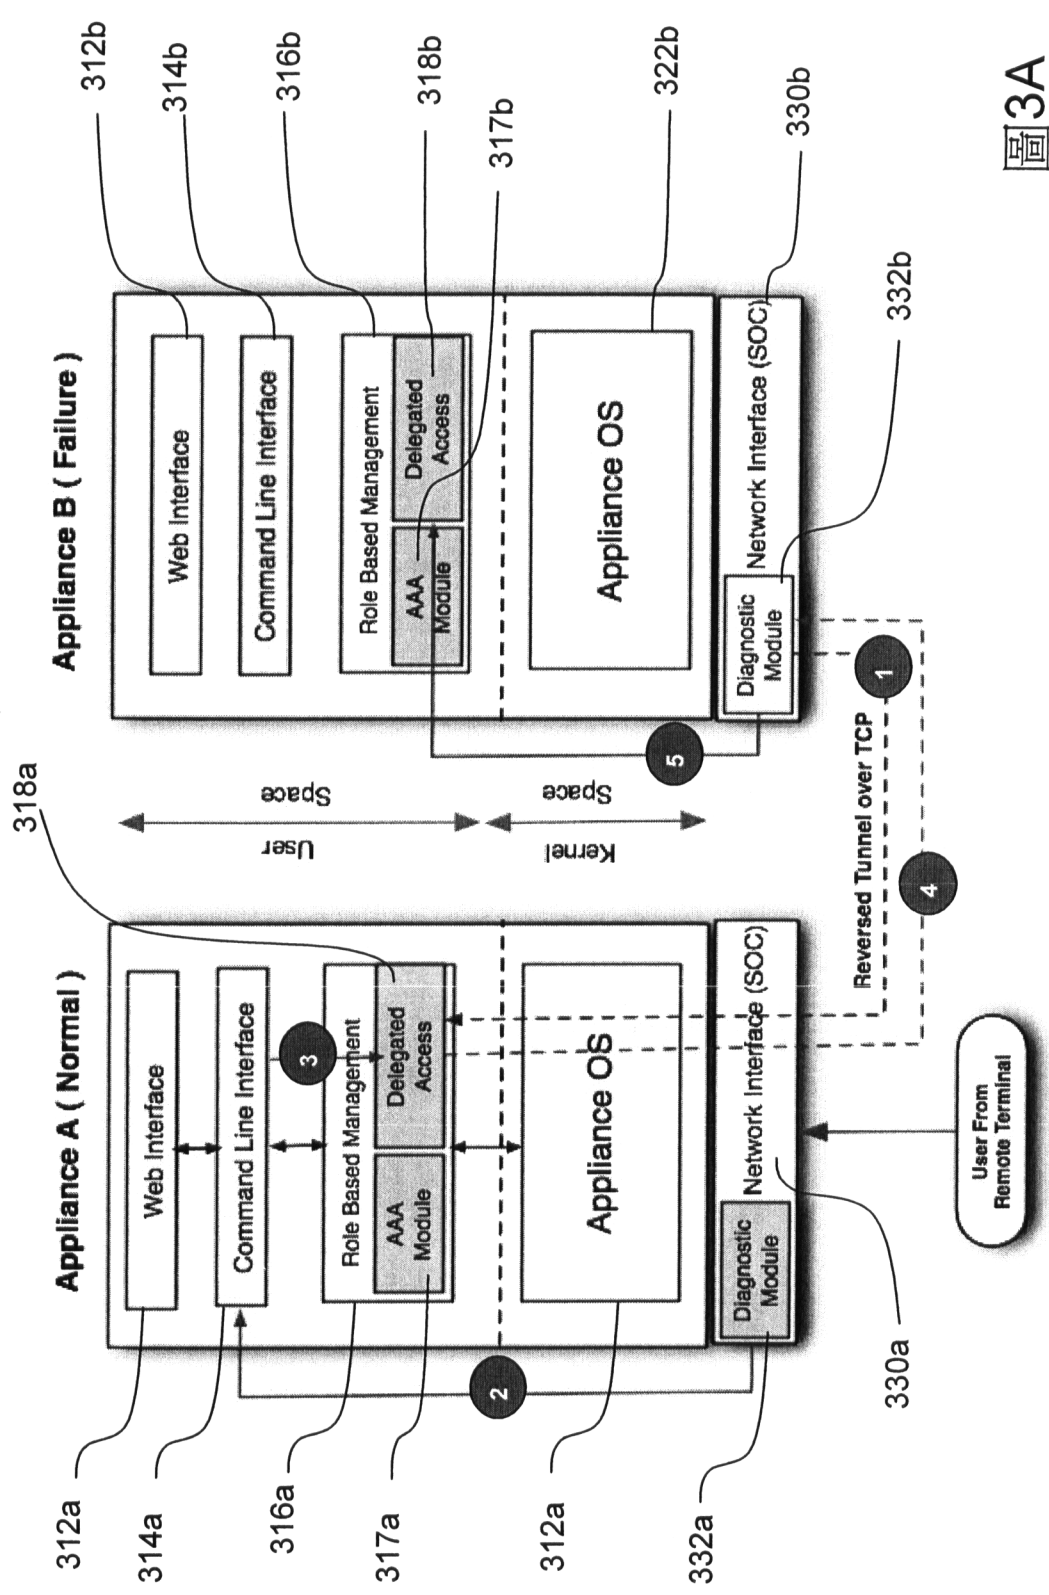 Appliance A ( Normal )
Web Interface
Command Line Interface
3
Role Based Management
AAA
Module
Delegated
Access
Appliance OS
2
Diagnostic
Module
Network Interface (SOC)
User From
Remote Terminal
312a
314a
316a
317a
312a
332a
330a
318a
User
Space
Kernel
Space
Reversed Tunnel over TCP
1
4
5
Appliance B ( Failure )
Web Interface
Command Line Interface
Role Based Management
AAA
Module
Delegated
Access
Appliance OS
Diagnostic
Module
Network Interface (SOC)
312b
314b
316b
318b
317b
322b
330b
332b
圖3A